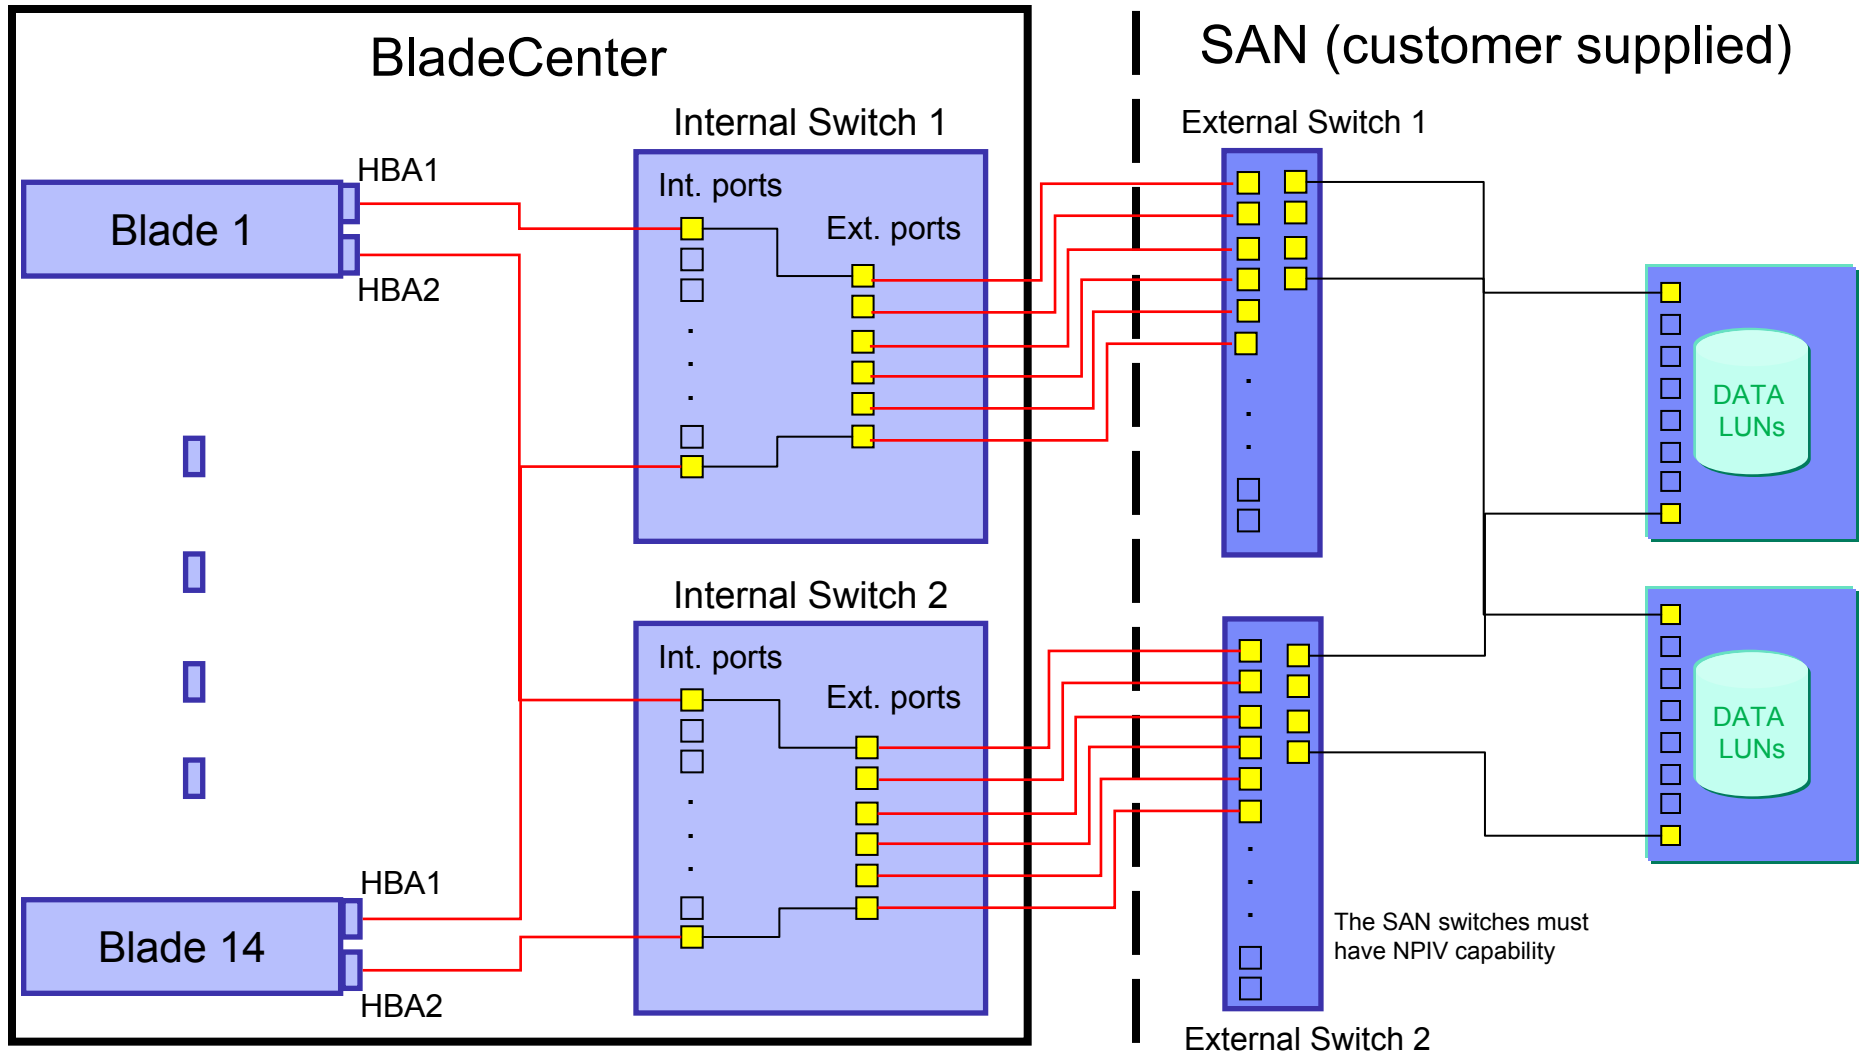 BladeCenter
SAN (customer supplied)
Internal Switch 1
External Switch 1
HBA1
Int. ports
Blade 1
Ext. ports
HBA2
DATA
LUNs
Internal Switch 2
Int. ports
Ext. ports
DATA
LUNs
HBA1
Blade 14
The SAN switches must
have NPIV capability
HBA2
External Switch 2